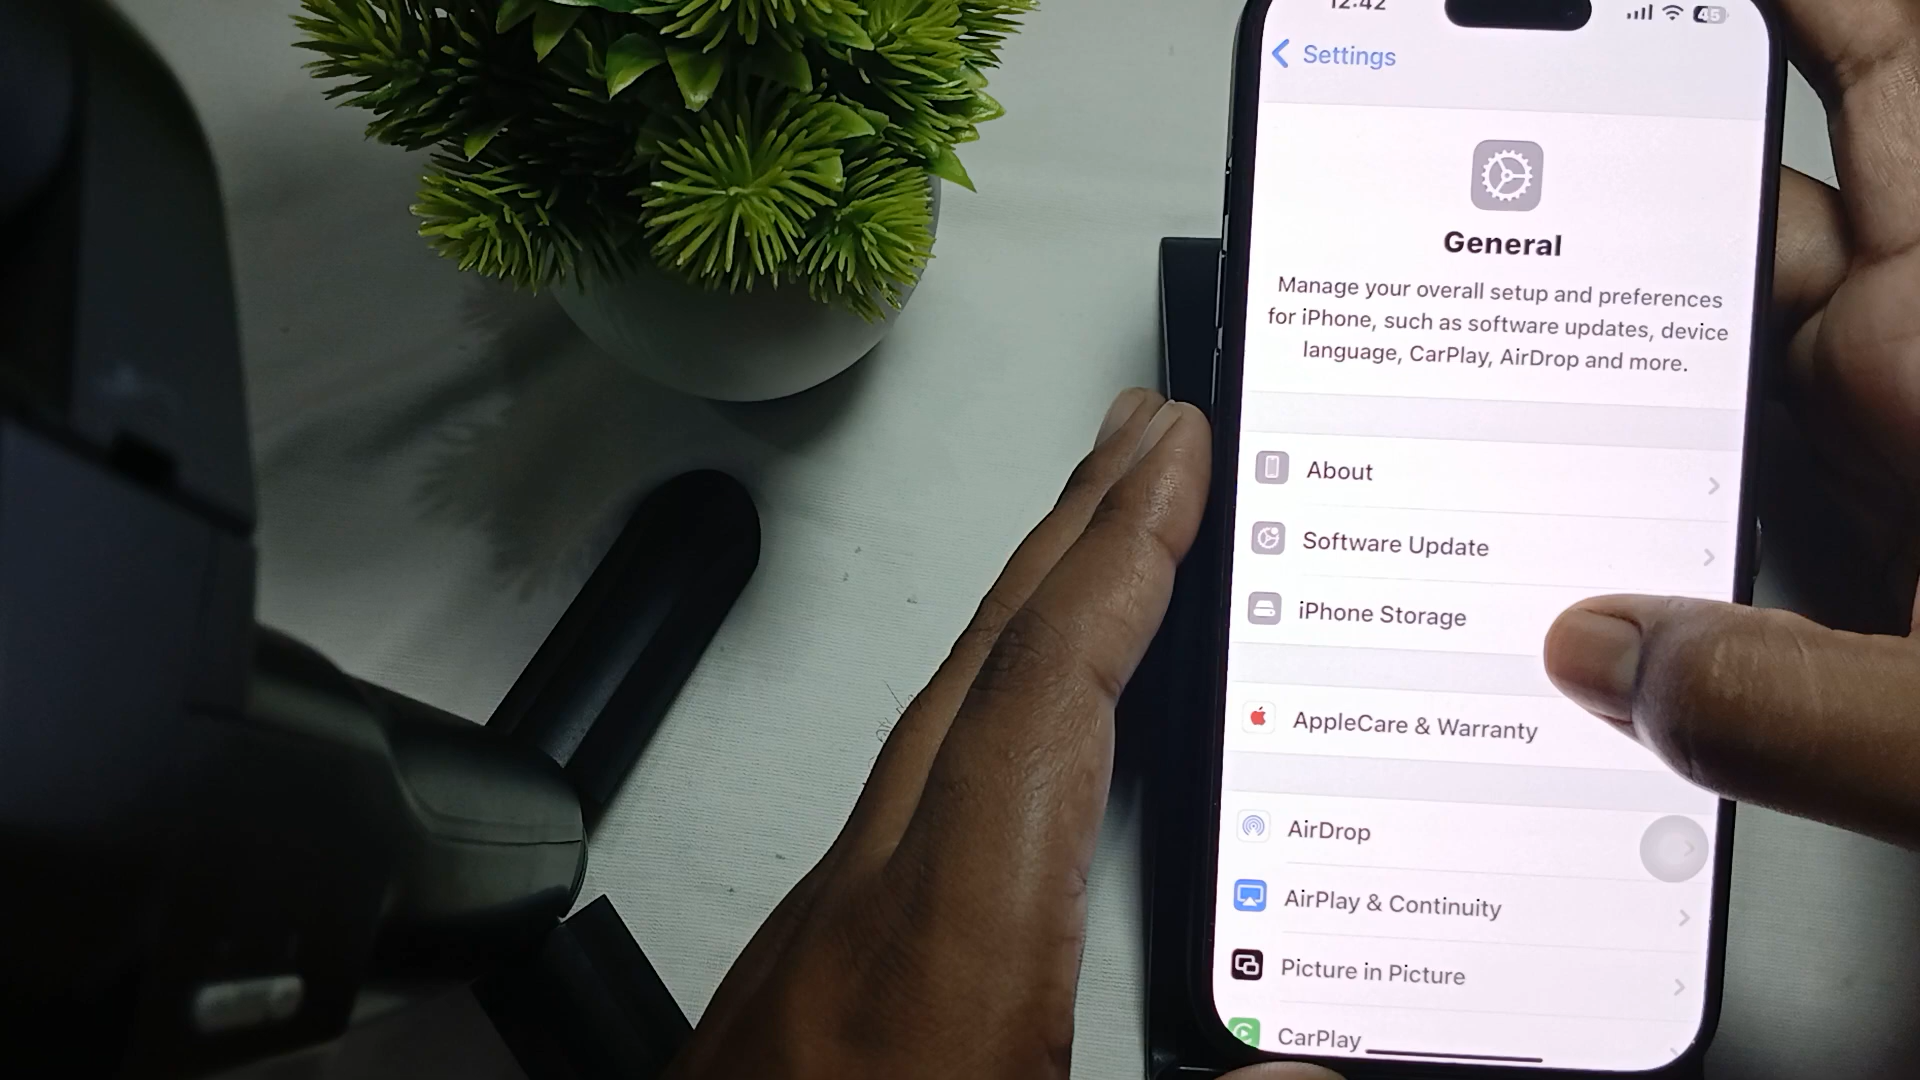 12:42
45
Settings
General
Manage your overall setup and preferences
for iPhone, such as software updates, device
language, CarPlay, AirDrop and more.
About
Software Update
iPhone Storage
AppleCare & Warranty
AirDrop
AirPlay & Continuity
Picture in Picture
CarPlay